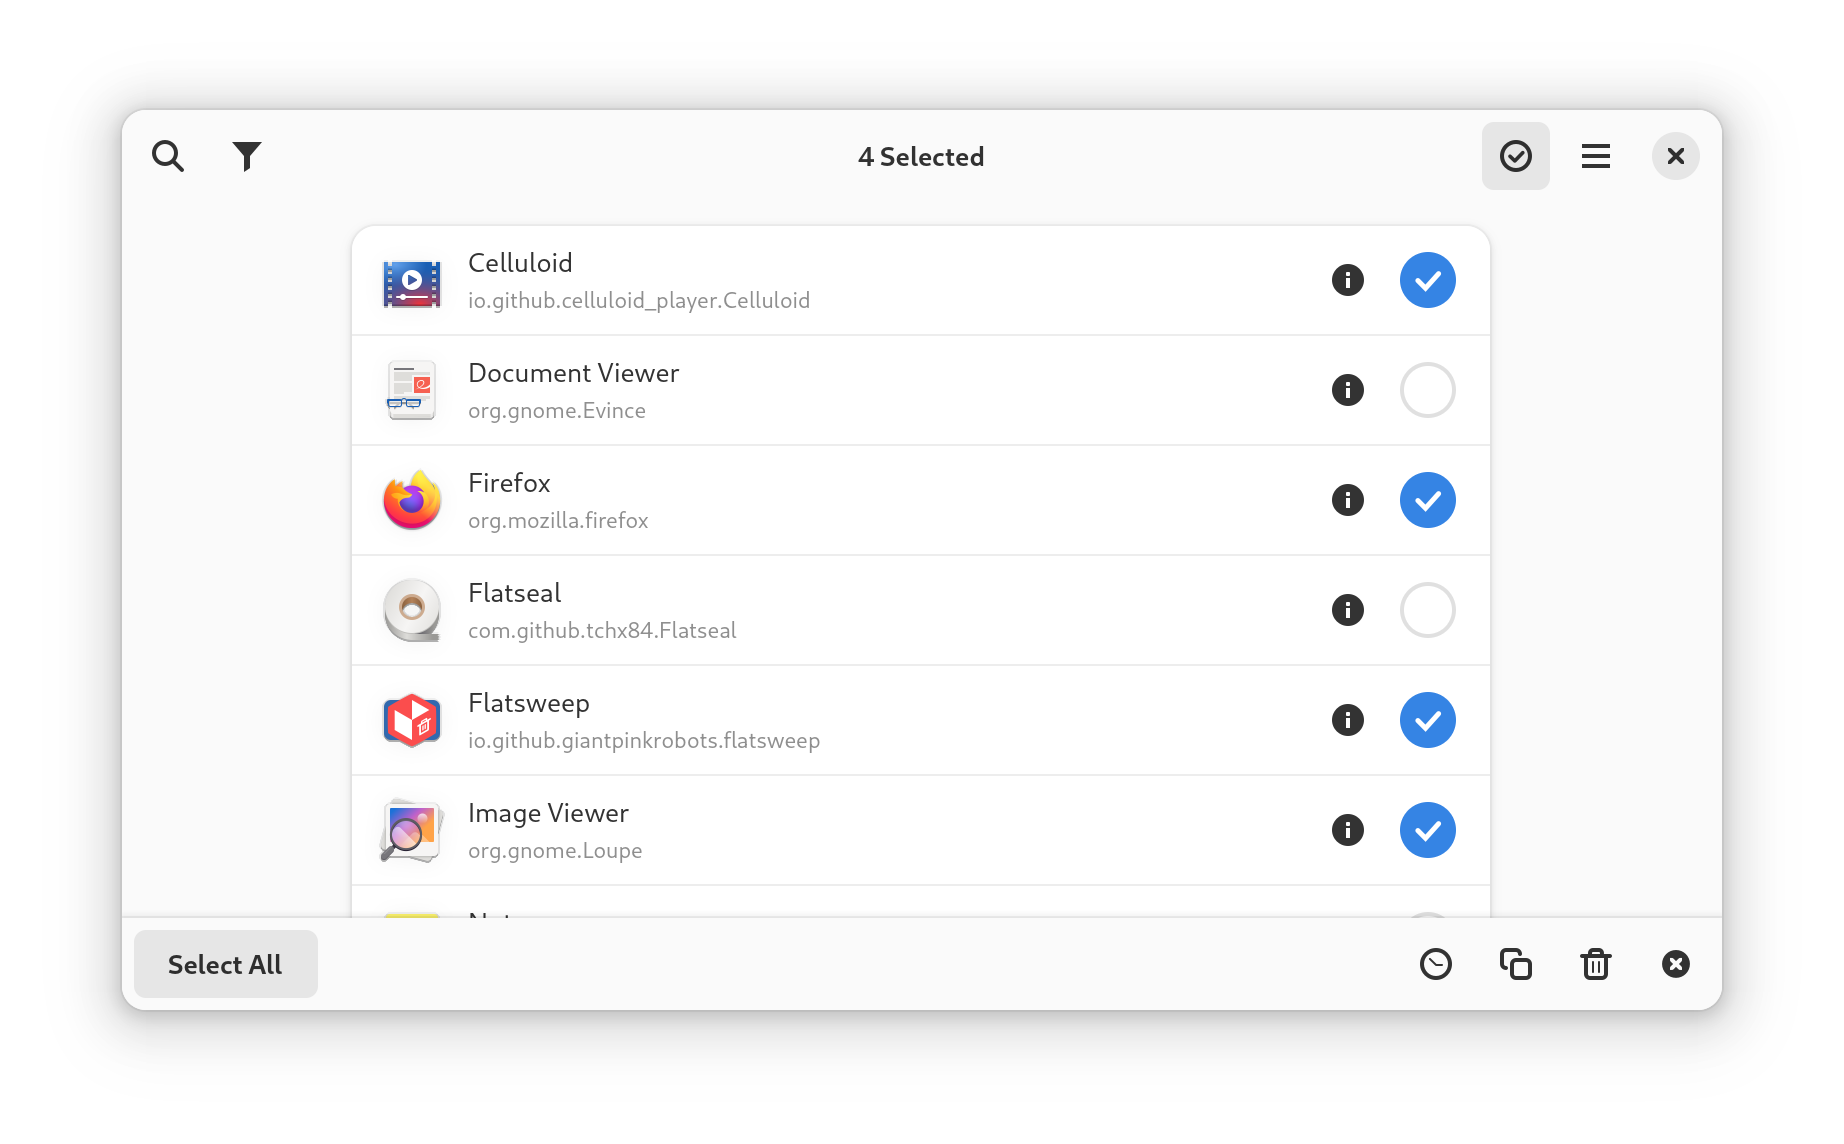 4 Selected
Celluloid
io.github.celluloid_player.Celluloid
Document Viewer
org.gnome.Evince
Firefox
org.mozilla.firefox
Flatseal
com.github.tchx84.Flatseal
Flatsweep
io.github.giantpinkrobots.flatsweep
Image Viewer
org.gnome.Loupe
Select All